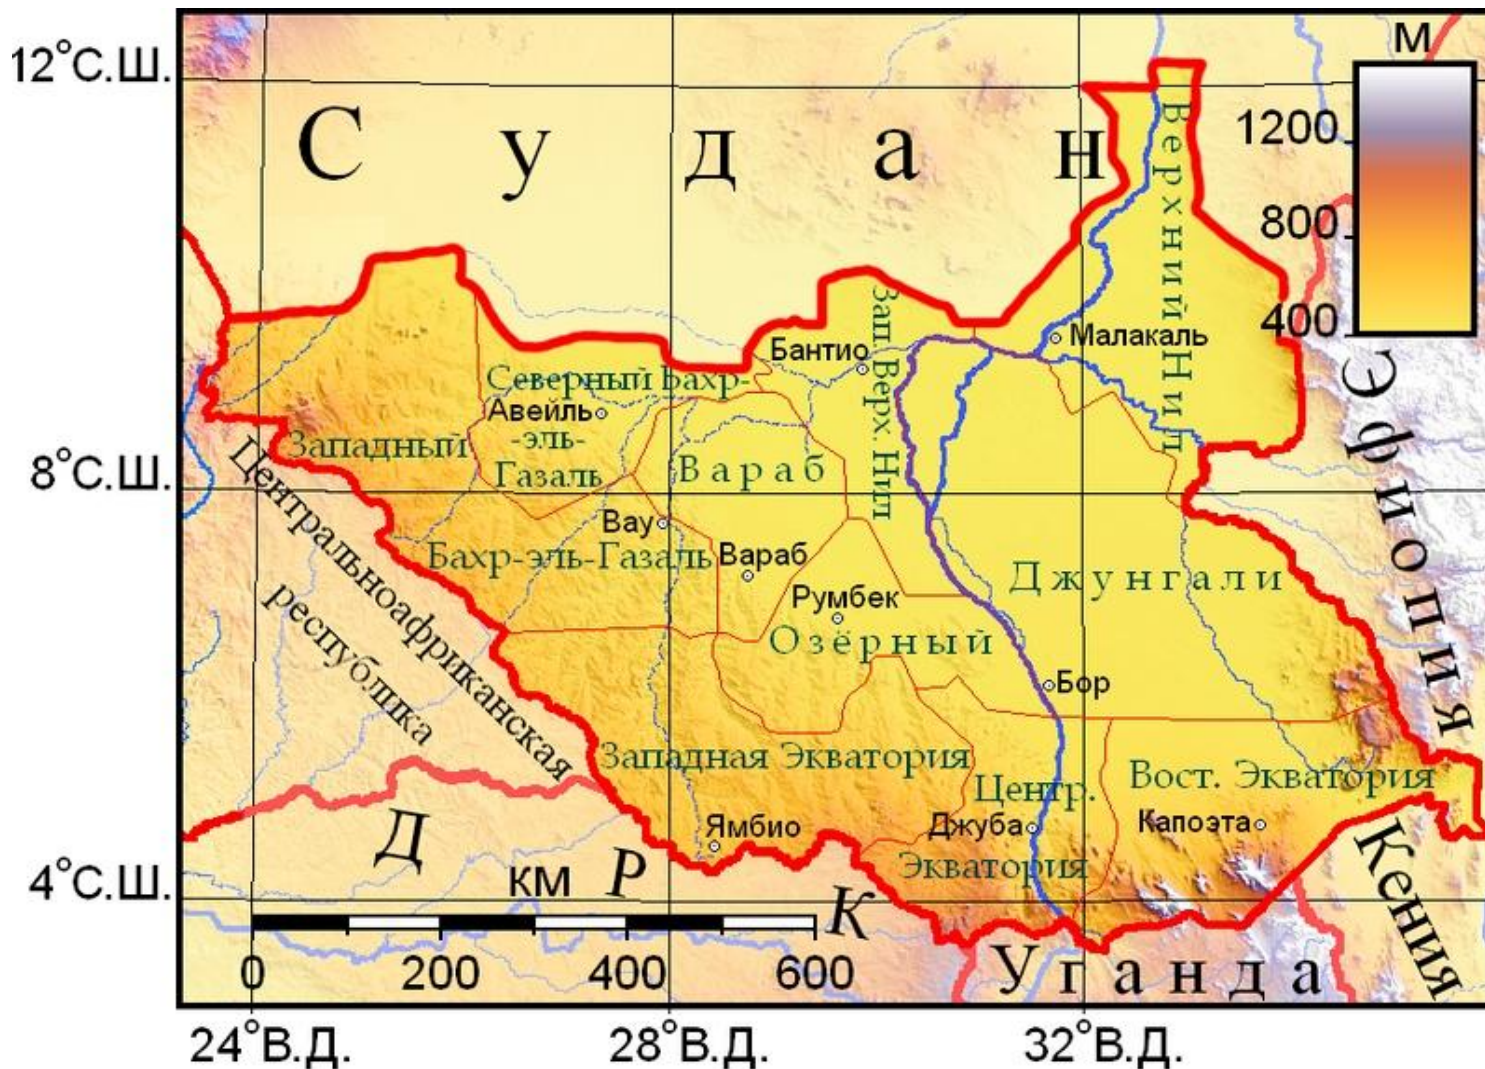 12°С.Ш.
м
Судан
1200
800
400
Верхний Нил
Зап. Верх. Нил
Малакаль
Бантио
Северный Бахр-
Авейль
-эль-
Газаль
Западный
8°С.Ш.
Вараб
Эфиопия
Центральноафриканская
республика
Вау
Бахр-эль-Газаль
Вараб
Джунгали
Румбек
Озёрный
Бор
Западная Экватория
Центр.
Вост. Экватория
Ямбио
Джуба
Капоэта
Экватория
ДРК
Кения
4°С.Ш.
км
0 200 400 600
Уганда
24°В.Д. 28°В.Д. 32°В.Д.